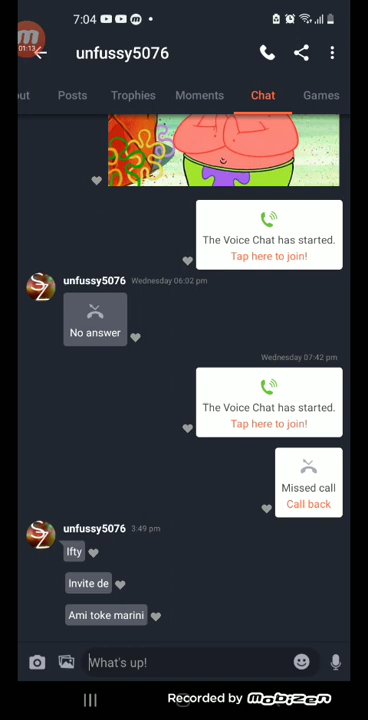 7:04
01:13
unfussy5076
out Posts Trophies Moments Chat Games
The Voice Chat has started.
Tap here to join!
unfussy5076 Wednesday 06:02 pm
No answer
Wednesday 07:42 pm
The Voice Chat has started.
Tap here to join!
Missed call
Call back
unfussy5076 3:49 pm
Ifty
Invite de
Ami toke marini
What's up!
Recorded by mobizen